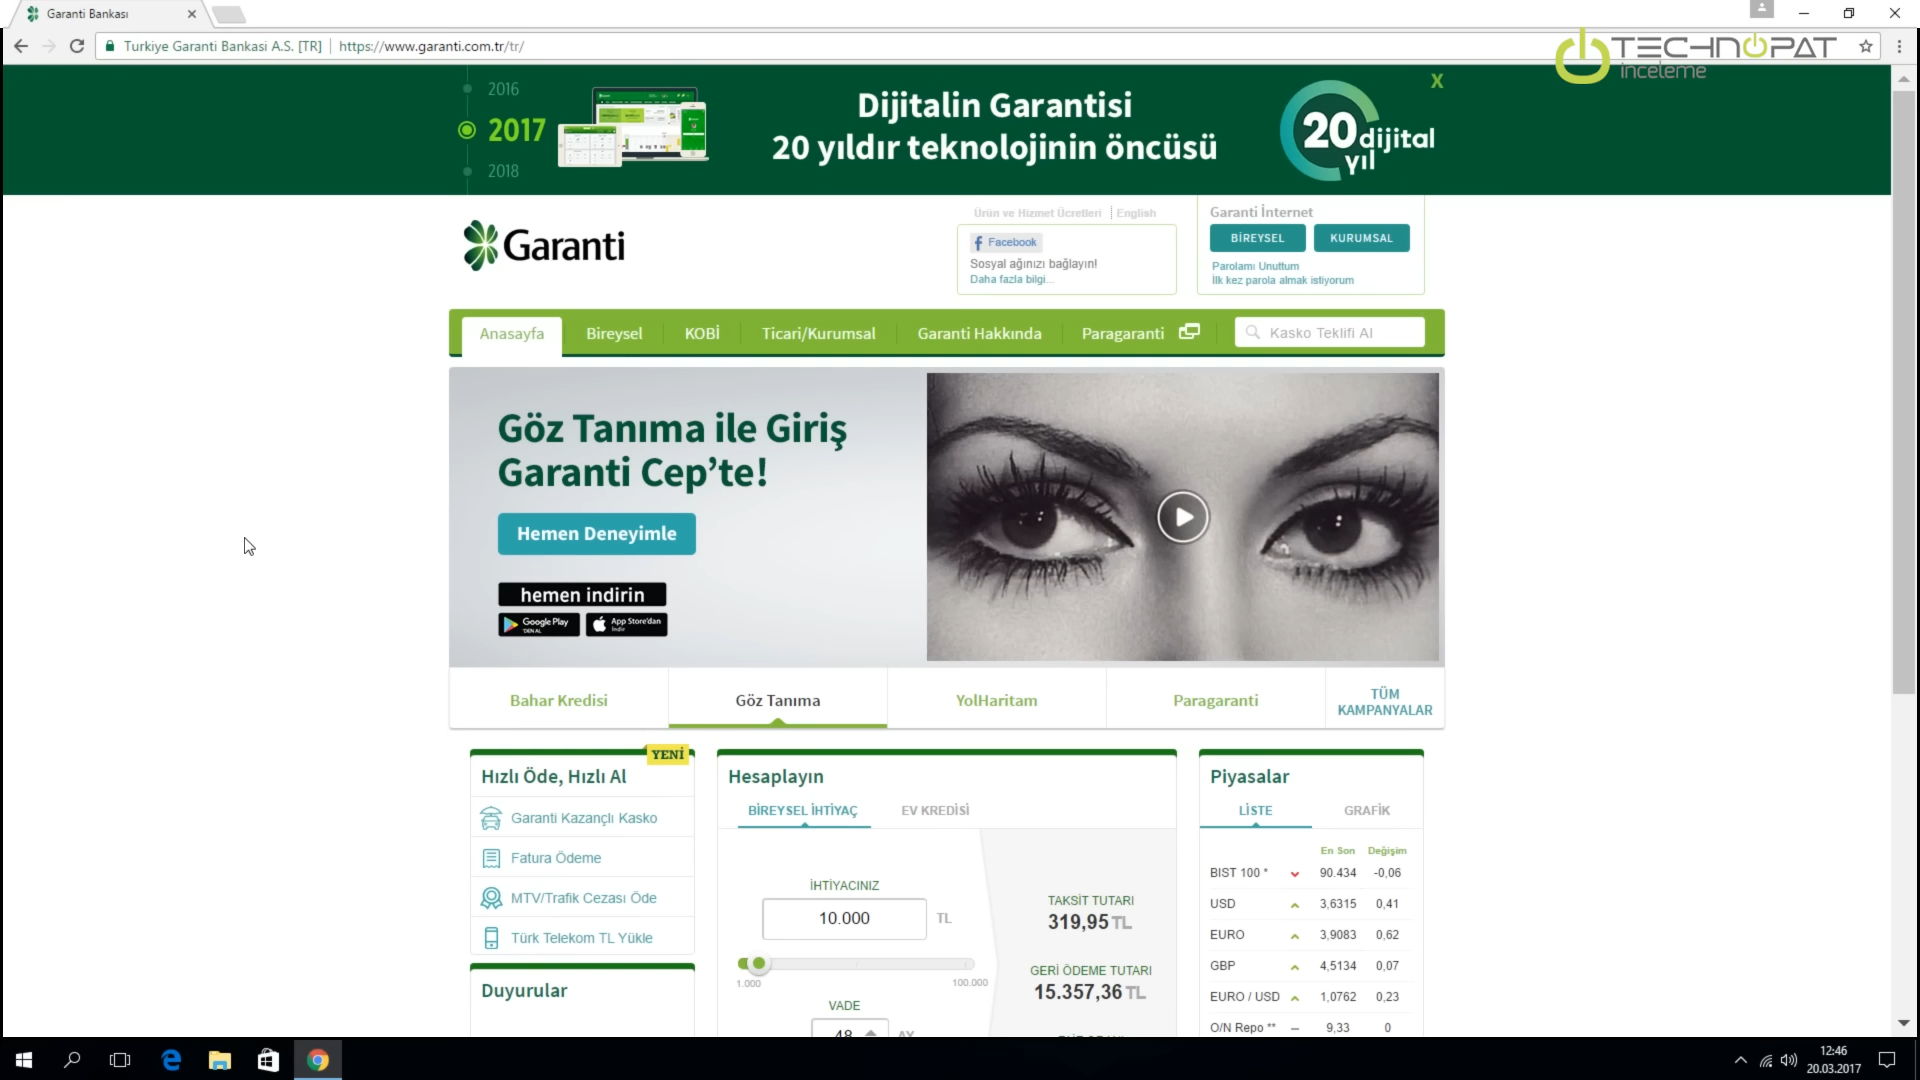 Garanti Bankası
Turkiye Garanti Bankasi A.S. [TR]
https://www.garanti.com.tr/tr/
TECHNOPAT
inceleme
2016
2017
2018
Dijitalin Garantisi
20 yıldır teknolojinin öncüsü
20 dijital
yıl
X
Garanti
Ürün ve Hizmet Ücretleri
English
Facebook
Sosyal ağınızı bağlayın!
Daha fazla bilgi...
Garanti İnternet
BİREYSEL
KURUMSAL
Parolamı Unuttum
İlk kez parola almak istiyorum
Anasayfa
Bireysel
KOBİ
Ticari/Kurumsal
Garanti Hakkında
Paragaranti
Kasko Teklifi Al
Göz Tanıma ile Giriş
Garanti Cep'te!
Hemen Deneyimle
hemen indirin
Google Play
'DEN AL
App Store'dan
İndir
Bahar Kredisi
Göz Tanıma
YolHaritam
Paragaranti
TÜM
KAMPANYALAR
YENİ
Hızlı Öde, Hızlı Al
Garanti Kazançlı Kasko
Fatura Ödeme
MTV/Trafik Cezası Öde
Türk Telekom TL Yükle
Duyurular
Hesaplayın
BİREYSEL İHTİYAÇ
EV KREDİSİ
İHTİYACINIZ
10.000 TL
1.000
100.000
VADE
48 AY
TAKSİT TUTARI
319,95 TL
GERİ ÖDEME TUTARI
15.357,36 TL
Piyasalar
LİSTE
GRAFİK
En Son Değişim
BIST 100 * 90.434 -0,06
USD 3,6315 0,41
EURO 3,9083 0,62
GBP 4,5134 0,07
EURO / USD 1,0762 0,23
O/N Repo ** – 9,33 0
12:46
20.03.2017